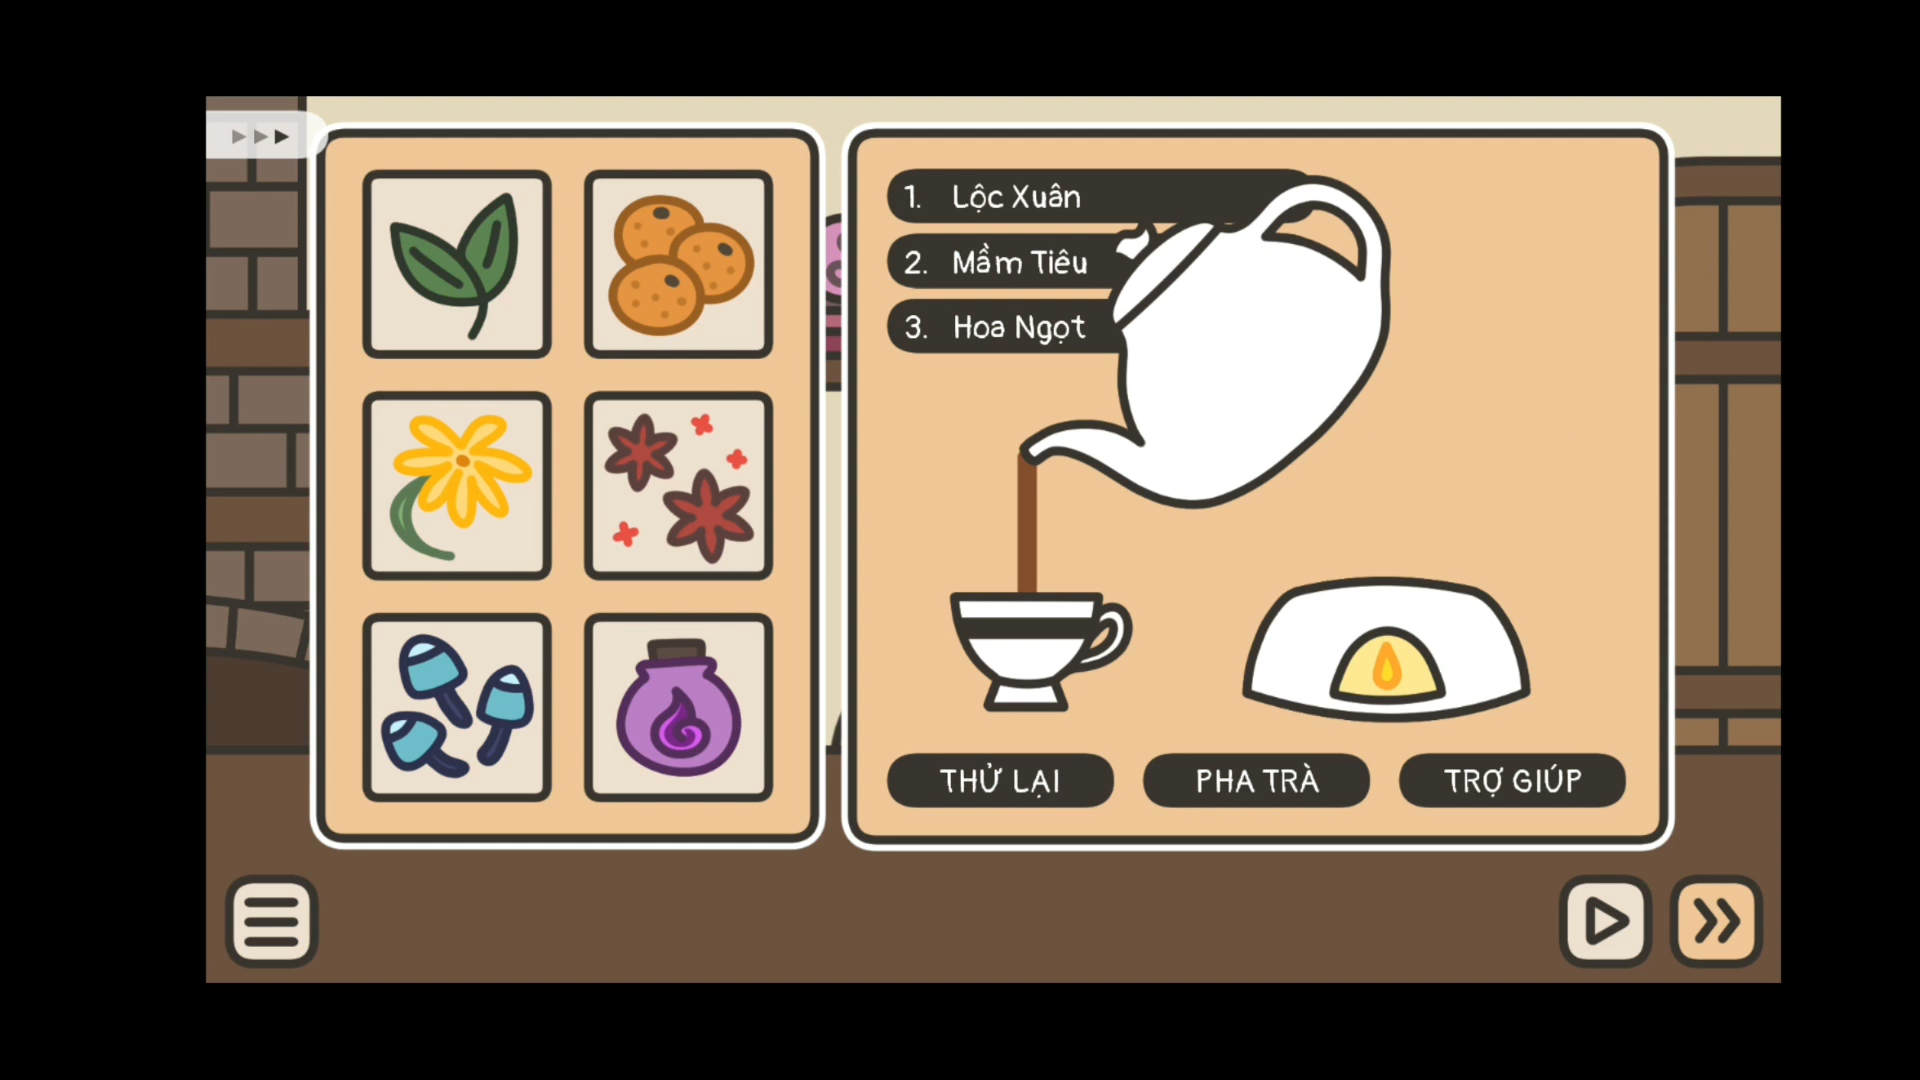 1. Lộc Xuân
2. Mầm Tiêu
3. Hoa Ngọt
THỬ LẠI
PHA TRÀ
TRỢ GIÚP